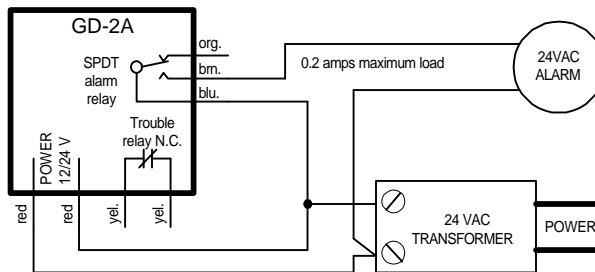 GD-2A
SPDT
alarm
relay
org.
brn.
blu.
0.2 amps maximum load
24VAC
ALARM
Trouble
relay N.C.
POWER
12/24 V
red
red
yel.
yel.
24 VAC
TRANSFORMER
POWER